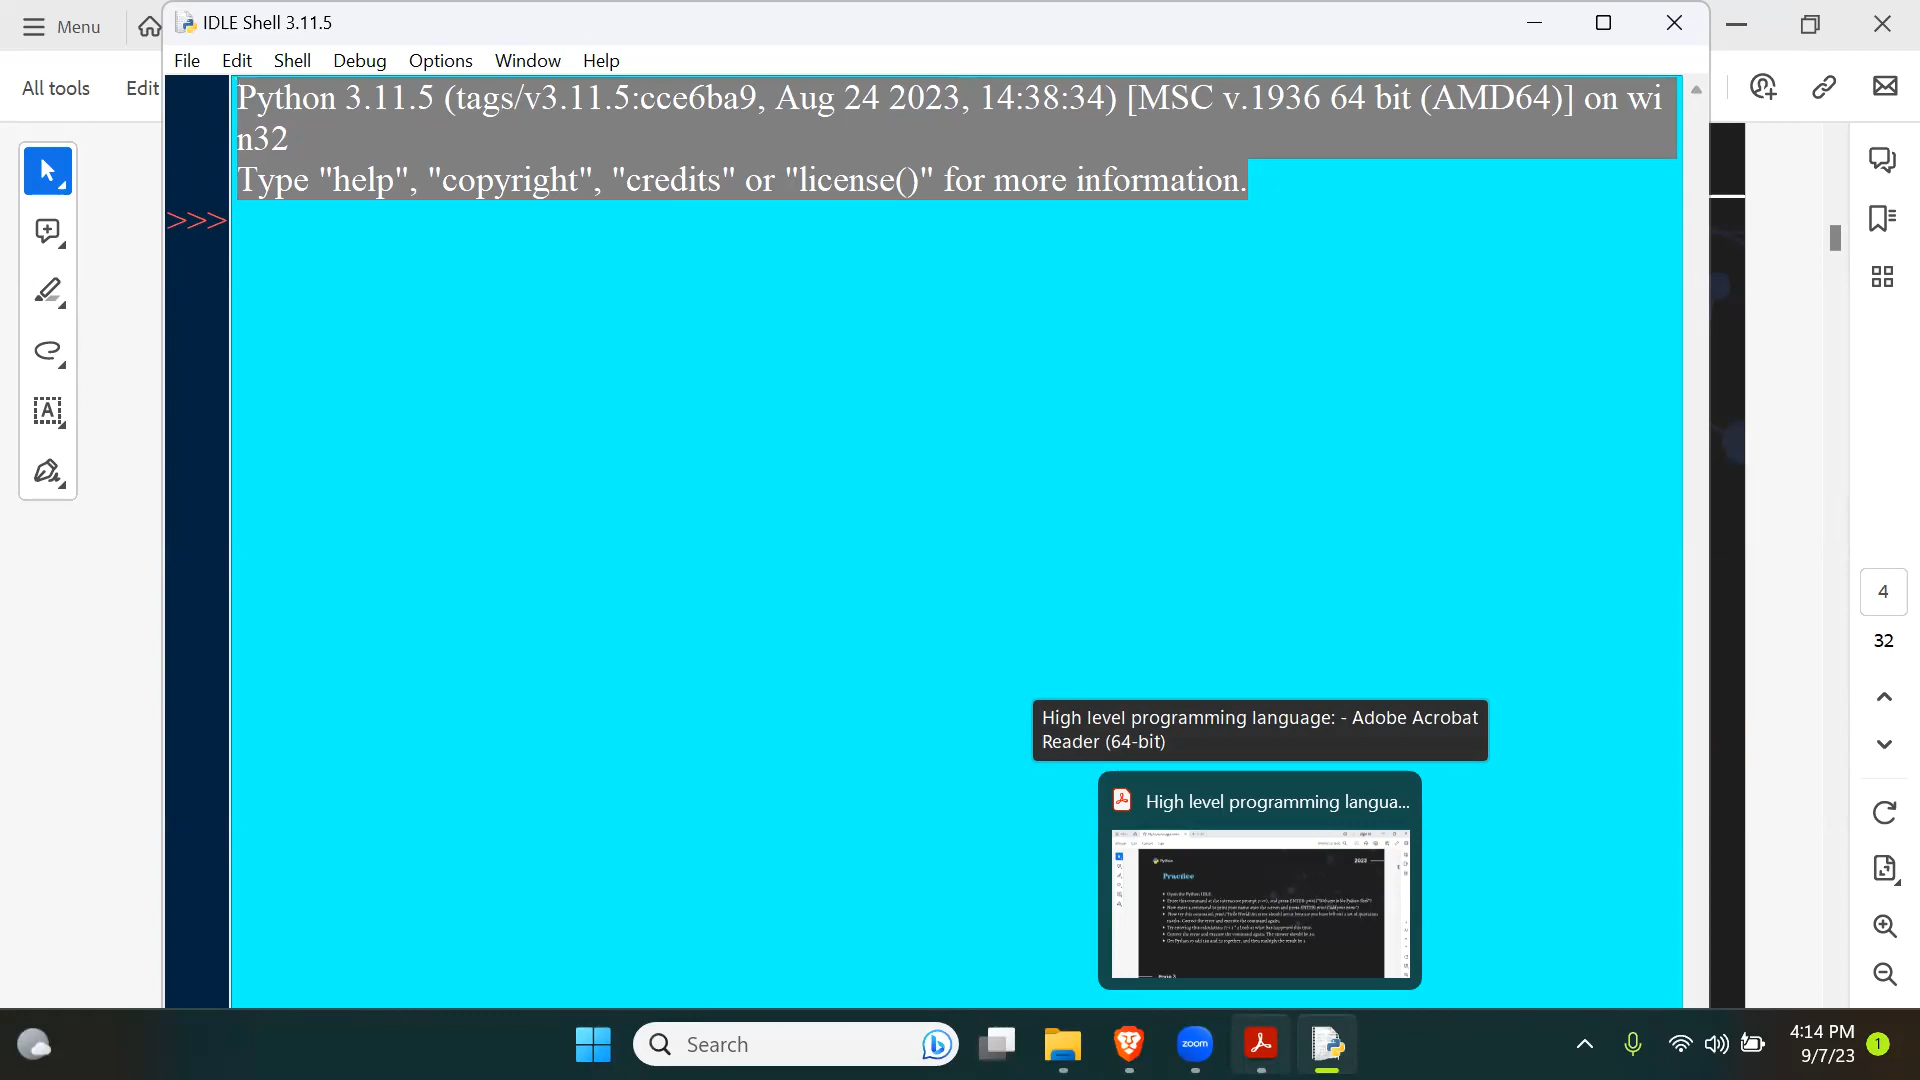 Menu
IDLE Shell 3.11.5
File Edit Shell Debug Options Window Help
All tools Edit
Python 3.11.5 (tags/v3.11.5:cce6ba9, Aug 24 2023, 14:38:34) [MSC v.1936 64 bit (AMD64)] on wi
n32
Type "help", "copyright", "credits" or "license()" for more information.
>>>
4
32
High level programming language: - Adobe Acrobat
Reader (64-bit)
High level programming langua...
Python
2023
Practice
Search
zoom
4:14 PM
9/7/23
1